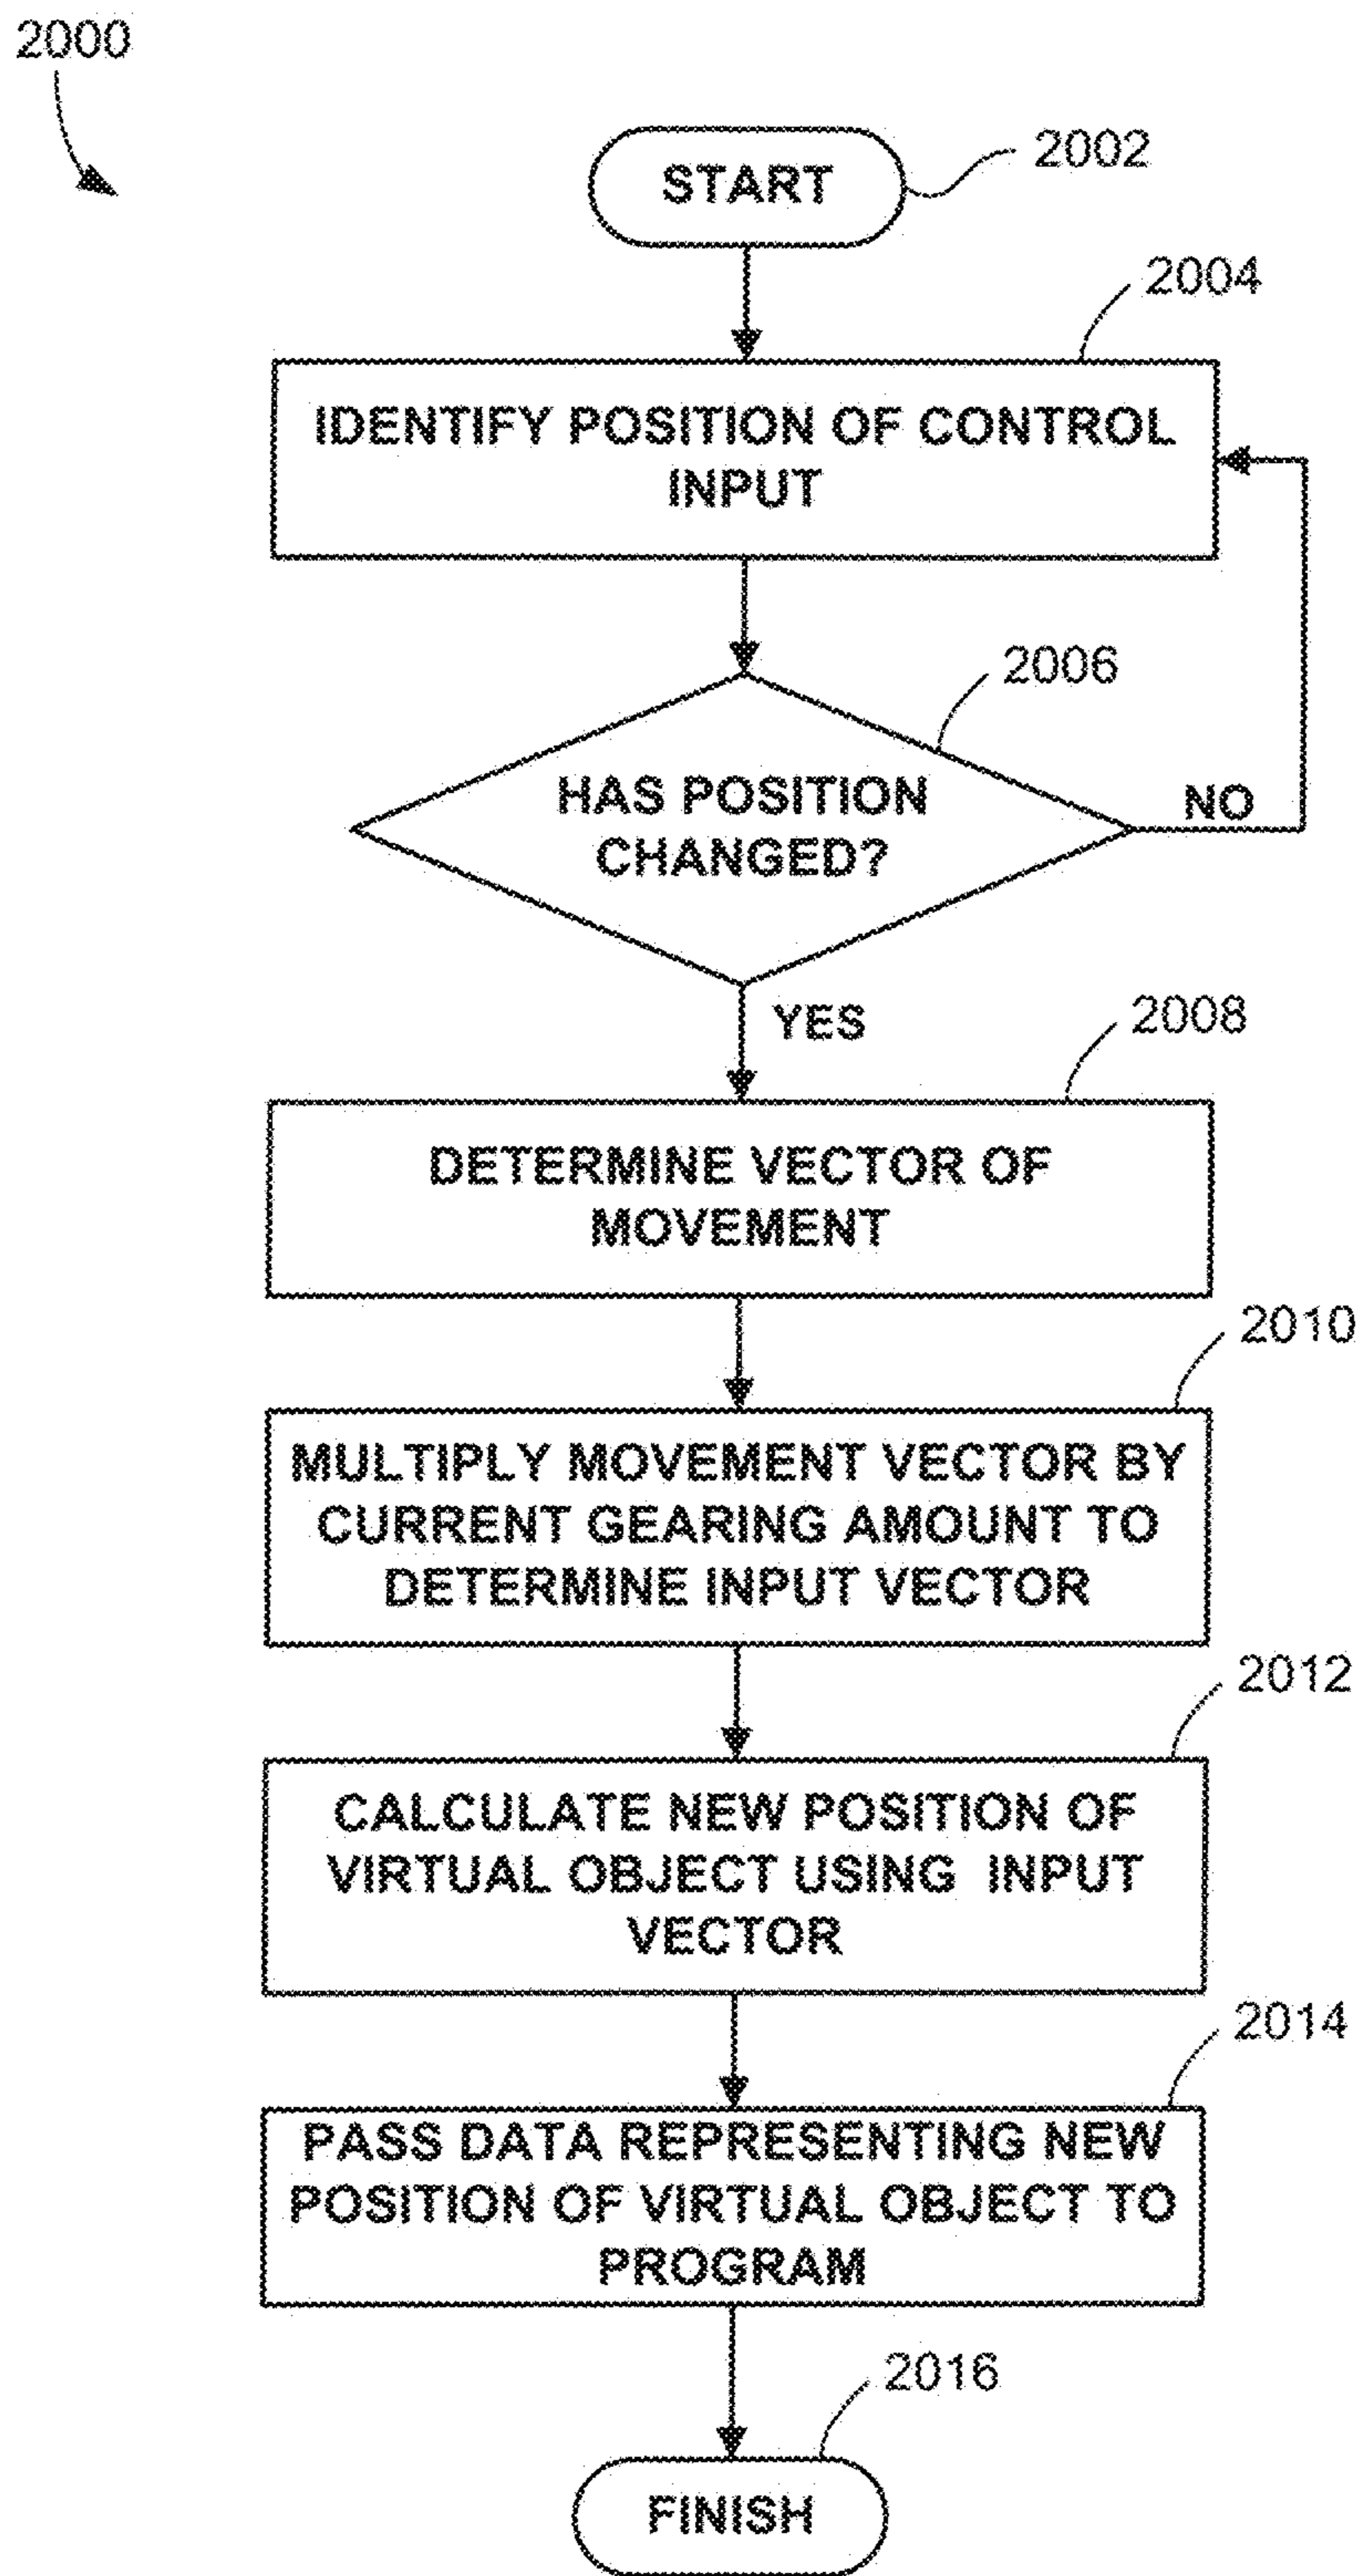 2000
START
2002
2004
IDENTIFY POSITION OF CONTROL
INPUT
2006
HAS POSITION
CHANGED?
NO
YES
2008
DETERMINE VECTOR OF
MOVEMENT
2010
MULTIPLY MOVEMENT VECTOR BY
CURRENT GEARING AMOUNT TO
DETERMINE INPUT VECTOR
2012
CALCULATE NEW POSITION OF
VIRTUAL OBJECT USING INPUT
VECTOR
2014
PASS DATA REPRESENTING NEW
POSITION OF VIRTUAL OBJECT TO
PROGRAM
2016
FINISH